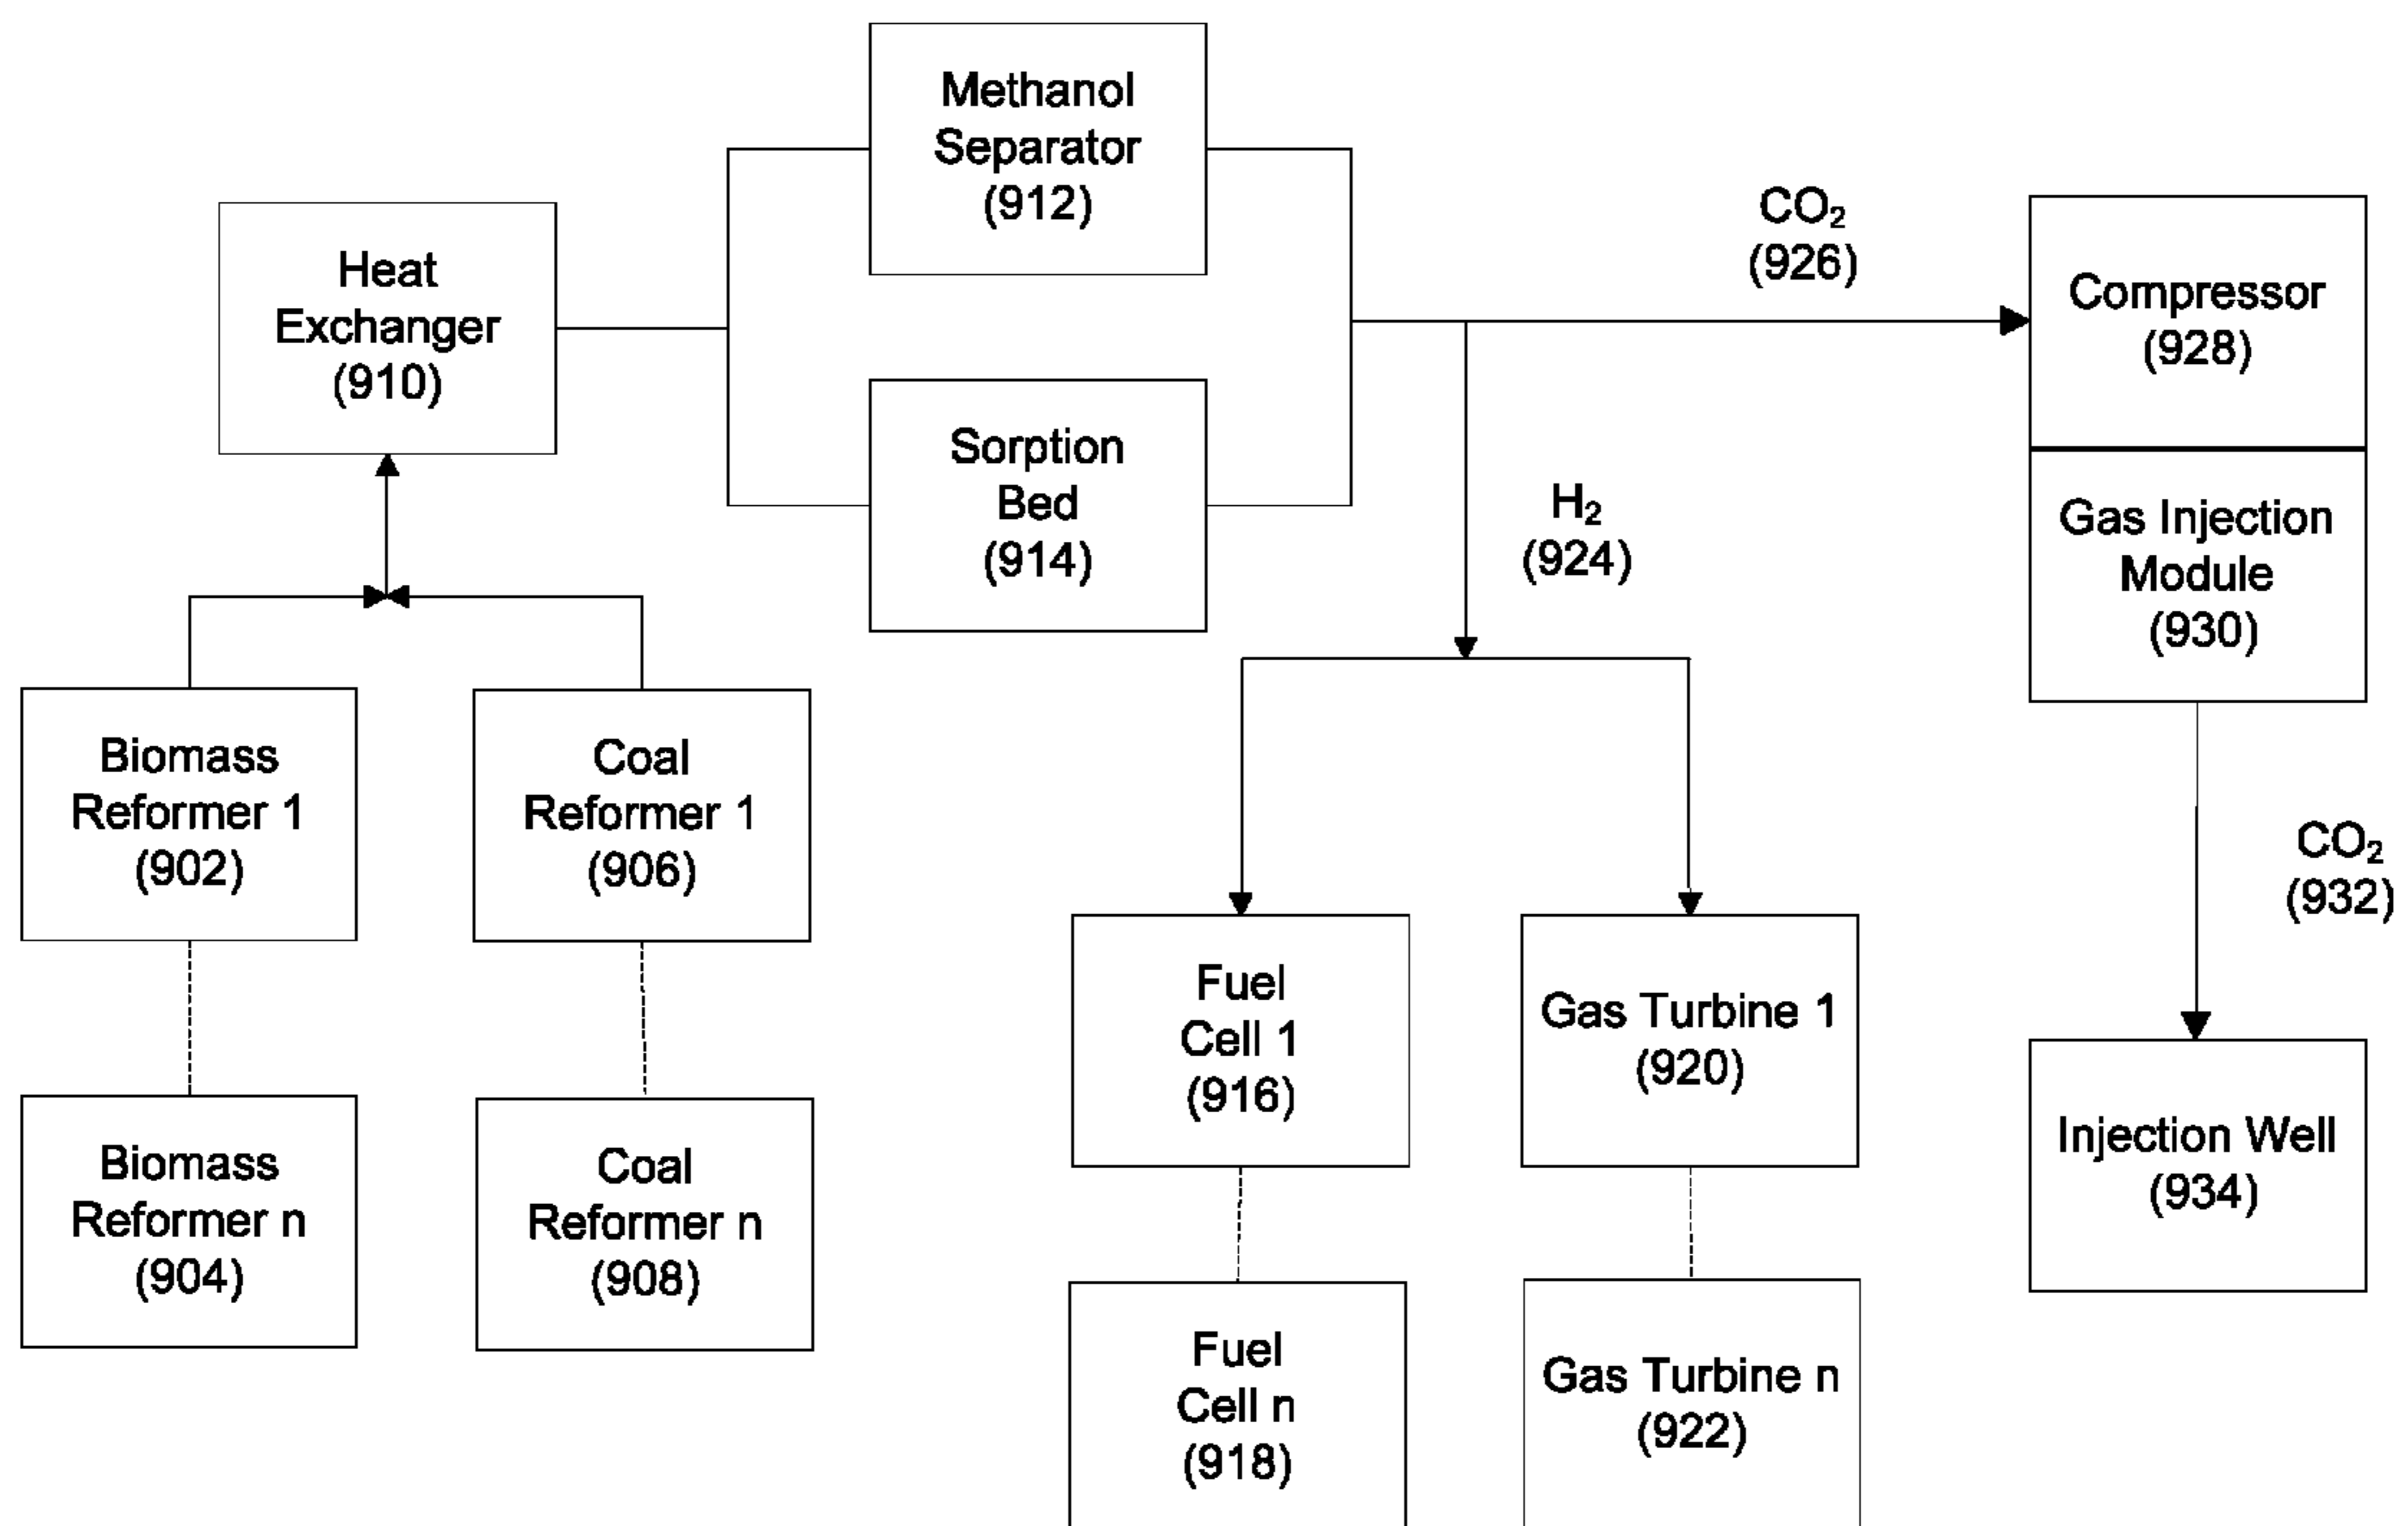 Methanol
Separator
(912)
Heat
Exchanger
(910)
CO₂
(926)
Compressor
(928)
Sorption
Bed
(914)
H₂
(924)
Gas Injection
Module
(930)
Biomass
Reformer 1
(902)
Coal
Reformer 1
(906)
CO₂
(932)
Fuel
Cell 1
(916)
Gas Turbine 1
(920)
Injection Well
(934)
Biomass
Reformer n
(904)
Coal
Reformer n
(908)
Fuel
Cell n
(918)
Gas Turbine n
(922)